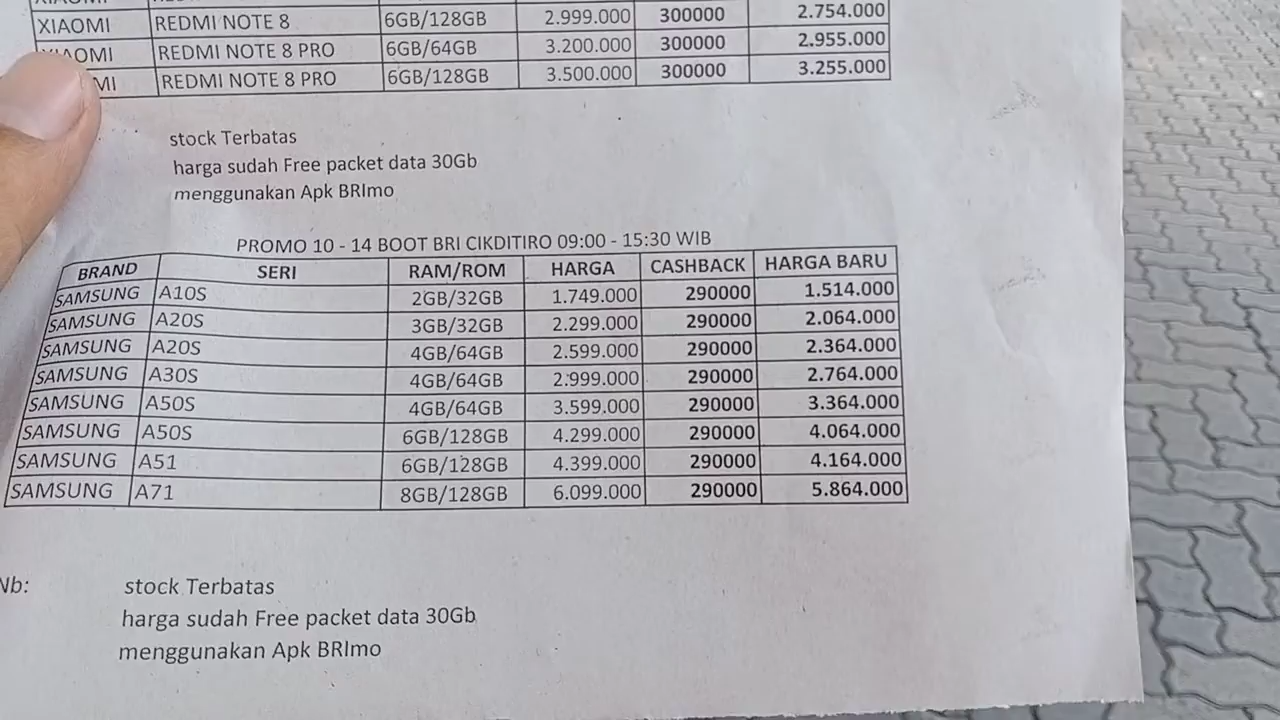 XIAOMI REDMI NOTE 8 6GB/128GB 2.999.000 300000 2.754.000
REDMI NOTE 8 PRO 6GB/64GB 3.200.000 300000 2.955.000
REDMI NOTE 8 PRO 6GB/128GB 3.500.000 300000 3.255.000
stock Terbatas
harga sudah Free packet data 30Gb
menggunakan Apk BRImo
PROMO 10 - 14 BOOT BRI CIKDITIRO 09:00 - 15:30 WIB
BRAND SERI RAM/ROM HARGA CASHBACK HARGA BARU
SAMSUNG A10S 2GB/32GB 1.749.000 290000 1.514.000
SAMSUNG A20S 3GB/32GB 2.299.000 290000 2.064.000
SAMSUNG A20S 4GB/64GB 2.599.000 290000 2.364.000
SAMSUNG A30S 4GB/64GB 2.999.000 290000 2.764.000
SAMSUNG A50S 4GB/64GB 3.599.000 290000 3.364.000
SAMSUNG A50S 6GB/128GB 4.299.000 290000 4.064.000
SAMSUNG A51 6GB/128GB 4.399.000 290000 4.164.000
SAMSUNG A71 8GB/128GB 6.099.000 290000 5.864.000
Nb: stock Terbatas
harga sudah Free packet data 30Gb
menggunakan Apk BRImo